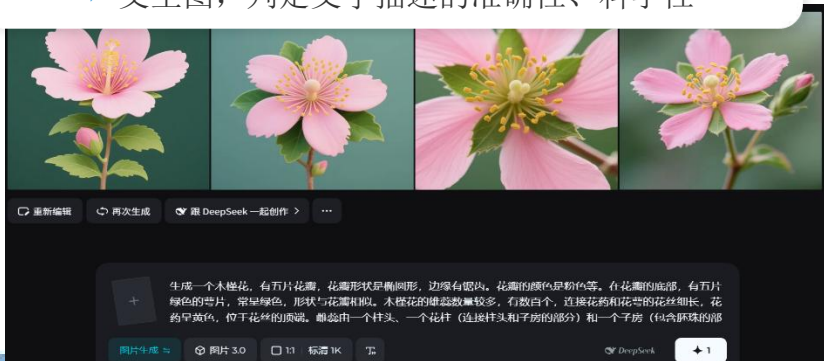 文生图，判定文字描述的准确性、科学性
重新编辑 再次生成 跟 DeepSeek 一起创作 > ...
生成一个木槿花，有五片花瓣，花瓣形状是椭圆形，边缘有锯齿。花瓣的颜色是粉色等。在花瓣的底部，有五片
绿色的萼片，常呈绿色，形状与花瓣相似。木槿花的雄蕊数量较多，有数百个，连接花药和花萼的花丝细长，花
药呈黄色，位于花丝的顶端。雌蕊由一个柱头、一个花柱（连接柱头和子房的部分）和一个子房（包含胚珠的部
图片生成 图片 3.0 1:1 标清 1K DeepSeek 1